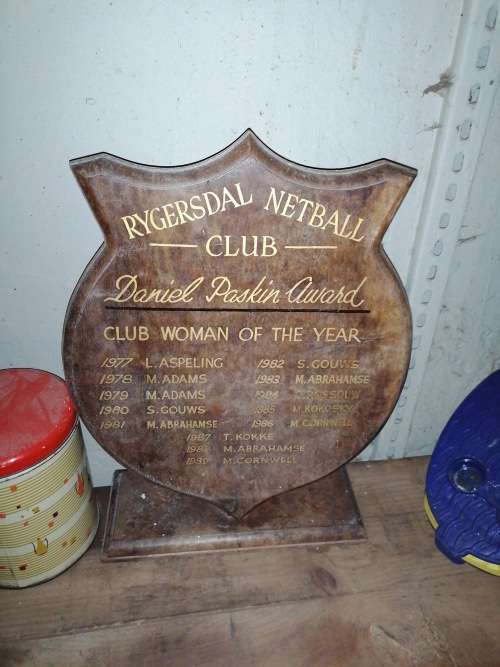 RYGERSDAL NETBALL
CLUB
Daniel Paskin Award
CLUB WOMAN OF THE YEAR
1977 L. ASPELING 1982 S. GOUWS
1978 M. ADAMS 1983 M. ABRAHAMSE
1979 M. ADAMS 1984
1980 S. GOUWS 1985
1981 M. ABRAHAMSE 1986 M. CORNWELL
1987 T. KOKKE
1988 M. ABRAHAMSE
1989 M. CORNWELL